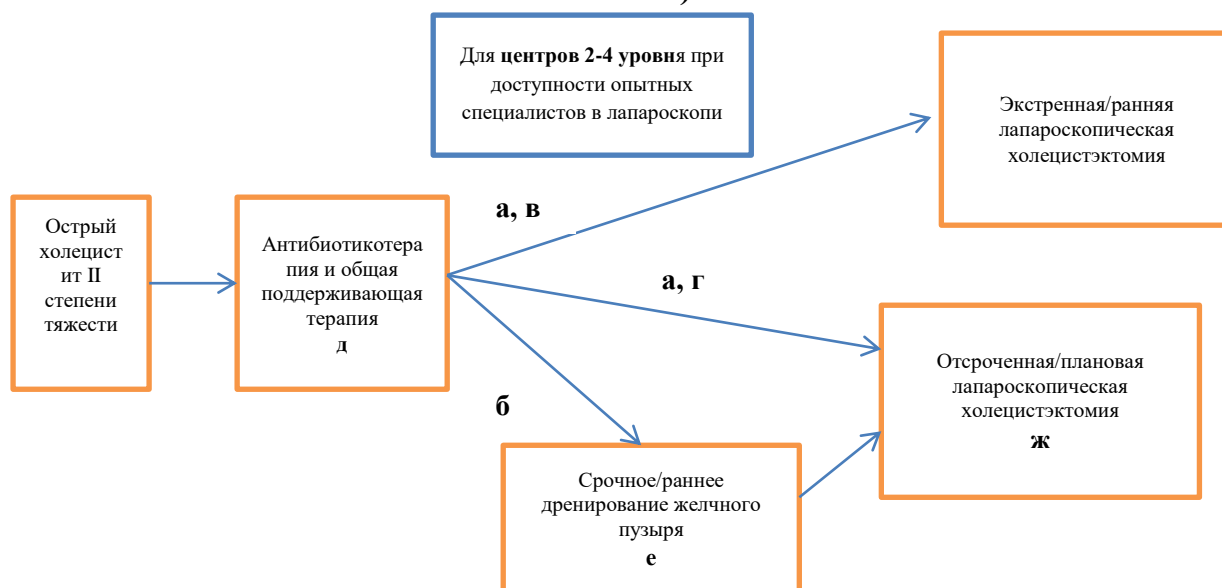 )
Для центров 2-4 уровня при
доступности опытных
специалистов в лапароскопи
Экстренная/ранняя
лапароскопическая
холецистэктомия
а, в
Острый
холецист
ит II
степени
тяжести
Антибиотикотера
пия и общая
поддерживающая
терапия
д
а, г
Отсроченная/плановая
лапароскопическая
холецистэктомия
ж
б
Срочное/раннее
дренирование желчного
пузыря
е